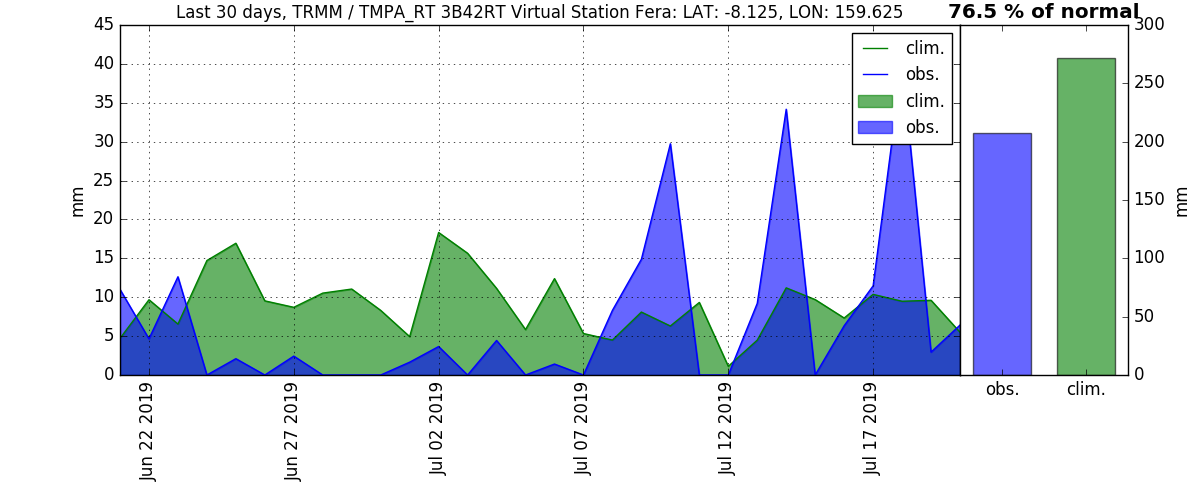 Last 30 days, TRMM / TMPA_RT 3B42RT Virtual Station Fera: LAT: -8.125, LON: 159.625
76.5 % of normal
45
40
35
30
25
20
15
10
5
0
mm
clim.
obs.
clim.
obs.
Jun 22 2019
Jun 27 2019
Jul 02 2019
Jul 07 2019
Jul 12 2019
Jul 17 2019
300
250
200
150
100
50
0
mm
obs.
clim.